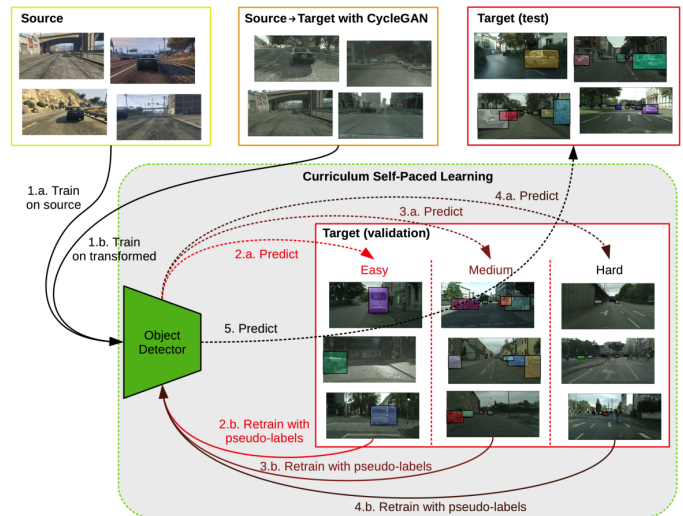 Source
Source→Target with CycleGAN
Target (test)
1.a. Train
on source
1.b. Train
on transformed
Curriculum Self-Paced Learning
4.a. Predict
3.a. Predict
2.a. Predict
Target (validation)
Easy
Medium
Hard
Object
Detector
5. Predict
2.b. Retrain with
pseudo-labels
3.b. Retrain with pseudo-labels
4.b. Retrain with pseudo-labels